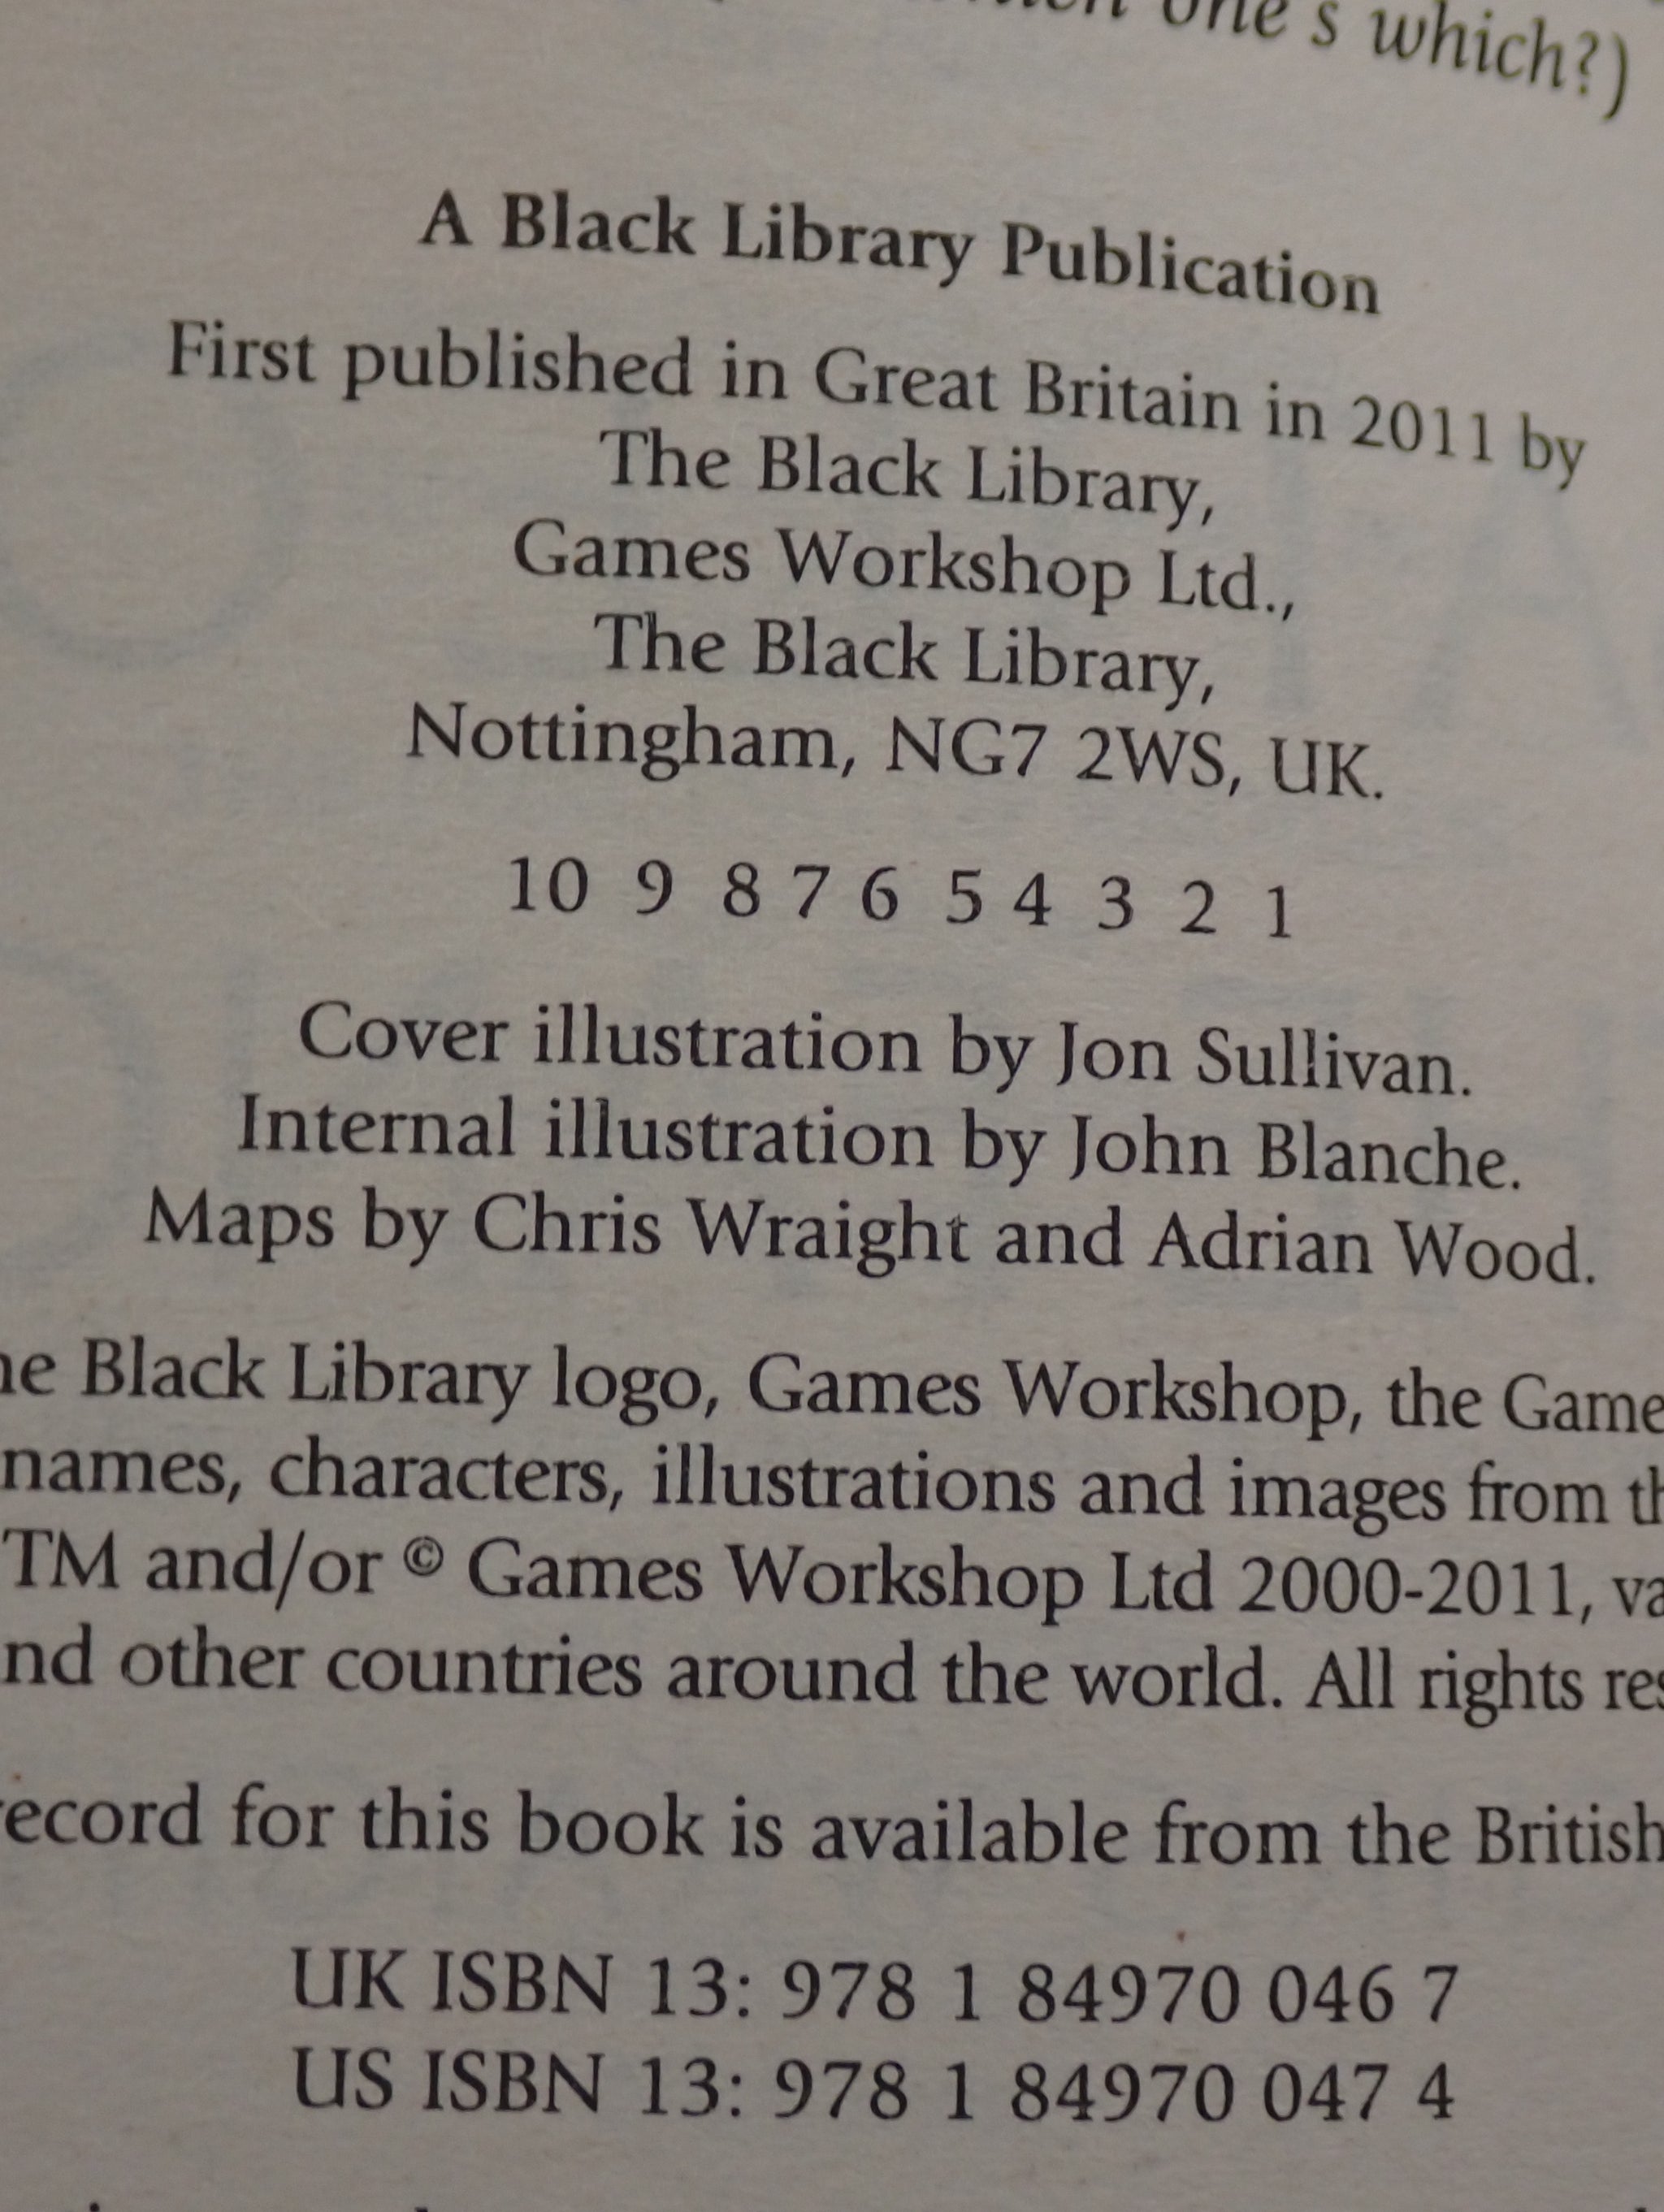 one's which?)
A Black Library Publication
First published in Great Britain in 2011 by
The Black Library,
Games Workshop Ltd.,
The Black Library,
Nottingham, NG7 2WS, UK.
10 9 8 7 6 5 4 3 2 1
Cover illustration by Jon Sullivan.
Internal illustration by John Blanche.
Maps by Chris Wraight and Adrian Wood.
Black Library logo, Games Workshop, the Game
names, characters, illustrations and images from
TM and/or © Games Workshop Ltd 2000-2011,
nd other countries around the world. All rights res
ecord for this book is available from the British
UK ISBN 13: 978 1 84970 046 7
US ISBN 13: 978 1 84970 047 4